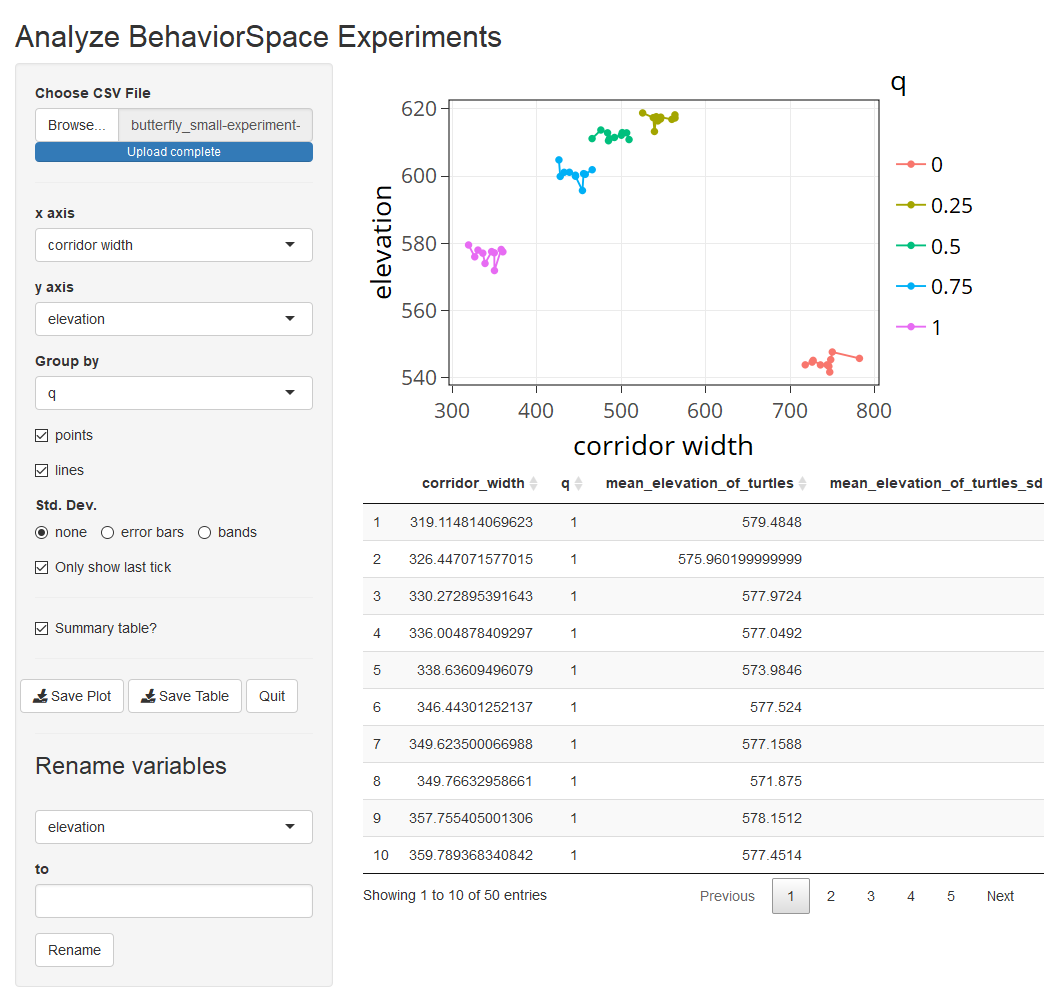 Analyze BehaviorSpace Experiments
Choose CSV File
Browse... butterfly_small-experiment-
Upload complete
x axis
corridor width
y axis
elevation
Group by
q
points
lines
Std. Dev.
none error bars bands
Only show last tick
Summary table?
Save Plot Save Table Quit
Rename variables
elevation
to
Rename
q
620
600
580
560
540
elevation
300 400 500 600 700 800
corridor width
0
0.25
0.5
0.75
1
corridor_width q mean_elevation_of_turtles mean_elevation_of_turtles_sd
1 319.114814069623 1 579.4848
2 326.447071577015 1 575.960199999999
3 330.272895391643 1 577.9724
4 336.004878409297 1 577.0492
5 338.63609496079 1 573.9846
6 346.44301252137 1 577.524
7 349.623500066988 1 577.1588
8 349.76632958661 1 571.875
9 357.755405001306 1 578.1512
10 359.789368340842 1 577.4514
Showing 1 to 10 of 50 entries
Previous 1 2 3 4 5 Next